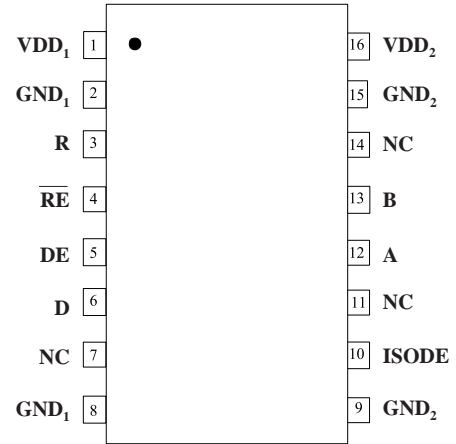 VDD₁ 1 16 VDD₂
GND₁ 2 15 GND₂
R 3 14 NC
R̅E̅ 4 13 B
DE 5 12 A
D 6 11 NC
NC 7 10 ISODE
GND₁ 8 9 GND₂